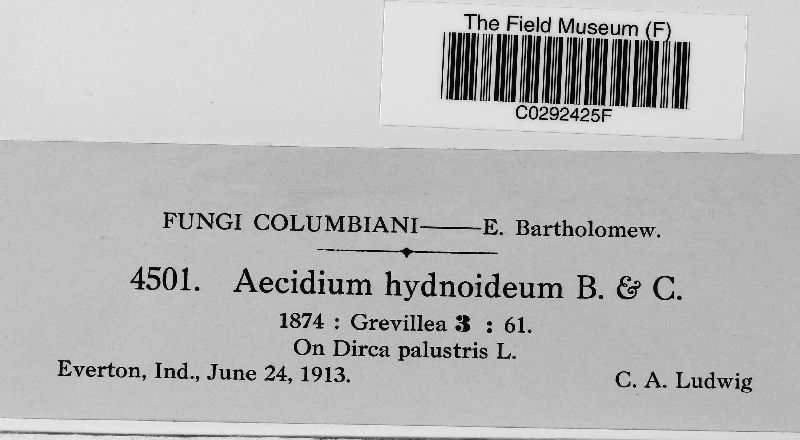 The Field Museum (F)
C0292425F
FUNGI COLUMBIANI——E. Bartholomew.
4501. Aecidium hydnoideum B. & C.
1874 : Grevillea 3 : 61.
On Dirca palustris L.
Everton, Ind., June 24, 1913. C. A. Ludwig